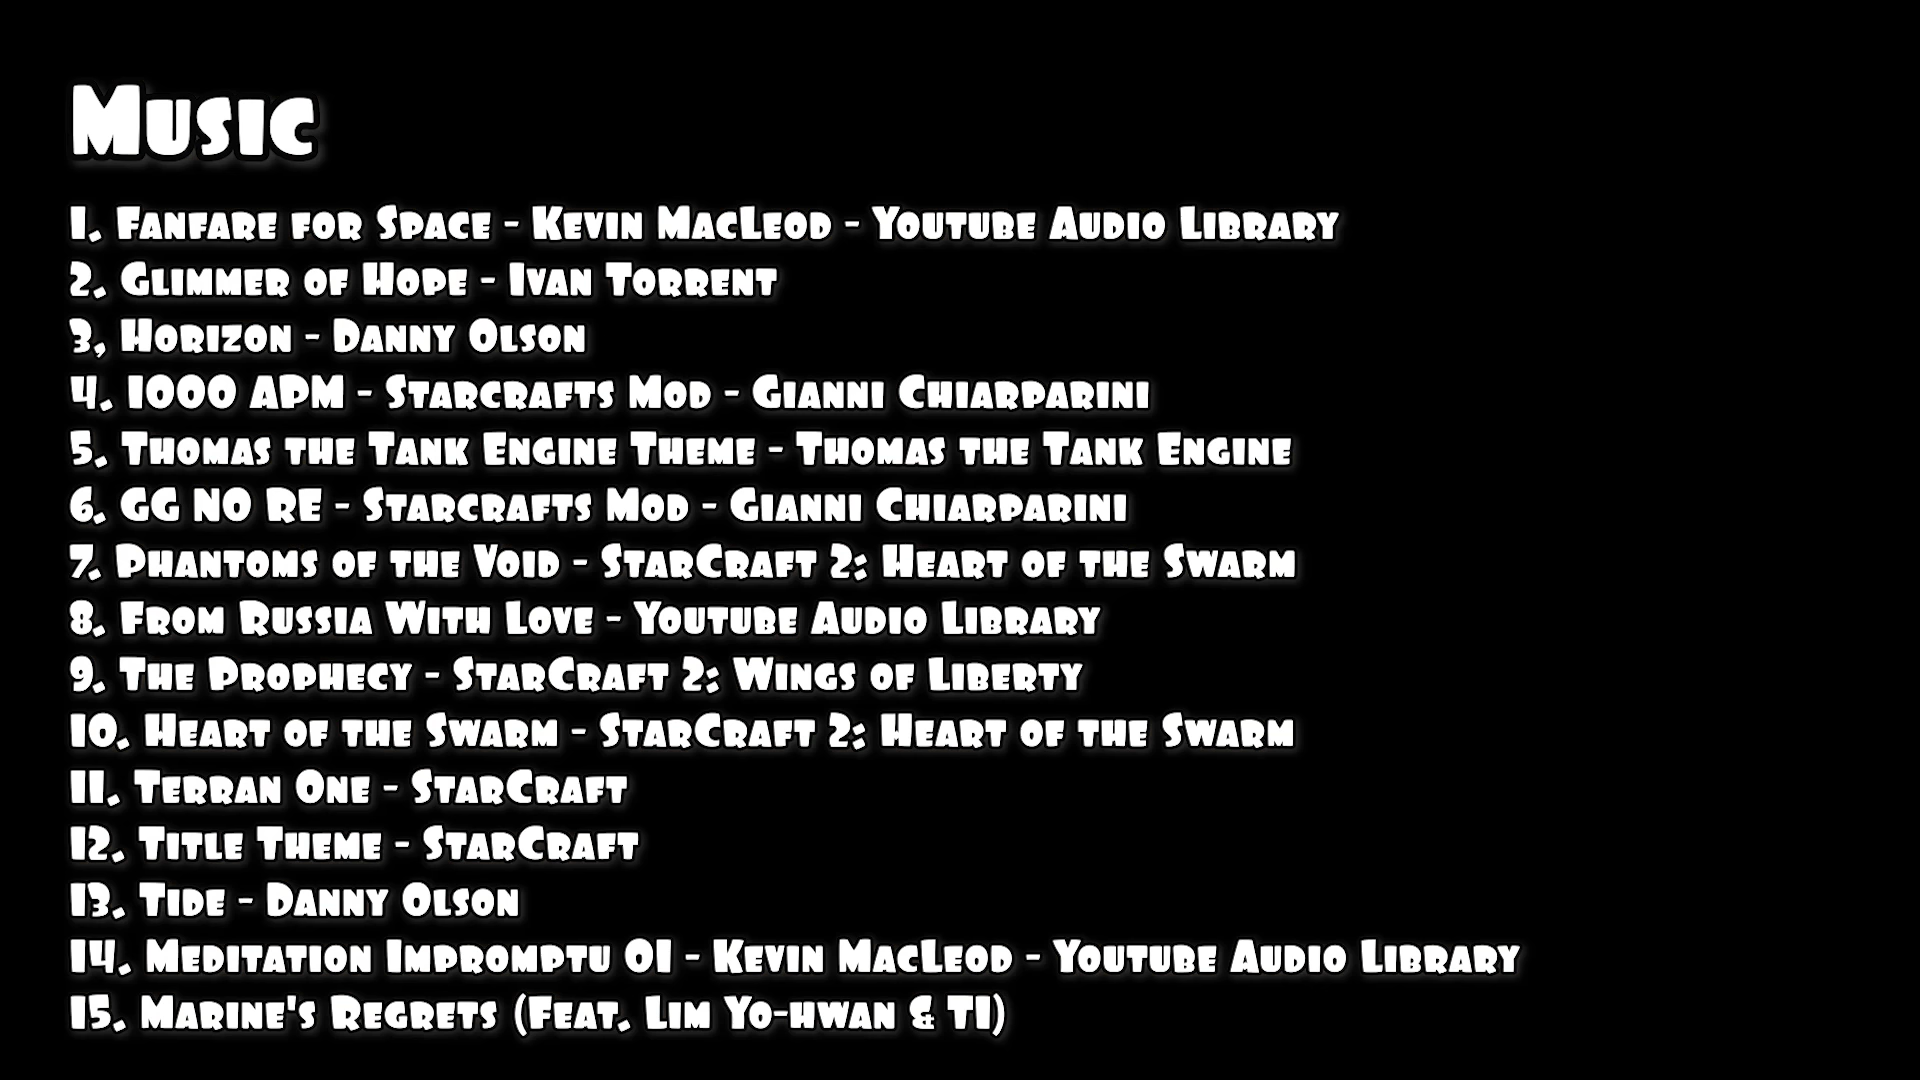 Music
1. Fanfare for Space - Kevin MacLeod - Youtube Audio Library
2. Glimmer of Hope - Ivan Torrent
3, Horizon - Danny Olson
4. 1000 APM - Starcrafts Mod - Gianni Chiarparini
5. Thomas the Tank Engine Theme - Thomas the Tank Engine
6. GG NO RE - Starcrafts Mod - Gianni Chiarparini
7. Phantoms of the Void - StarCraft 2: Heart of the Swarm
8. From Russia With Love - Youtube Audio Library
9. The Prophecy - StarCraft 2: Wings of Liberty
10. Heart of the Swarm - StarCraft 2: Heart of the Swarm
11. Terran One - StarCraft
12. Title Theme - StarCraft
13. Tide - Danny Olson
14. Meditation Impromptu 01 - Kevin MacLeod - Youtube Audio Library
15. Marine's Regrets (Feat. Lim Yo-hwan & T1)